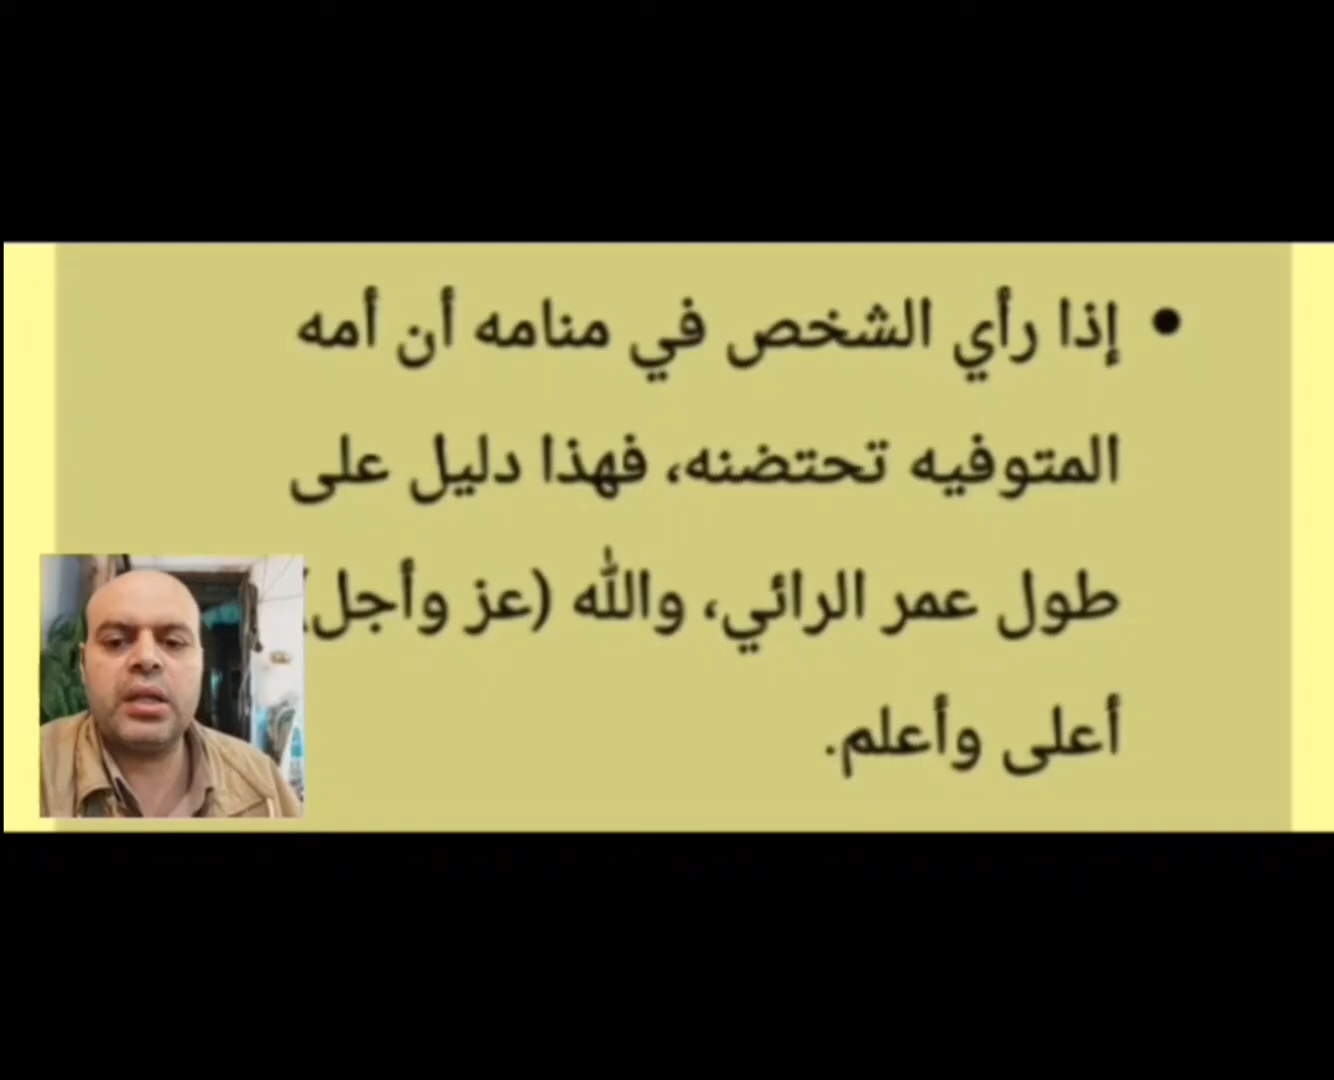 • إذا رأي الشخص في منامه أن أمه
المتوفيه تحتضنه، فهذا دليل على
طول عمر الرائي، والله (عز وأجل)
أعلى وأعلم.